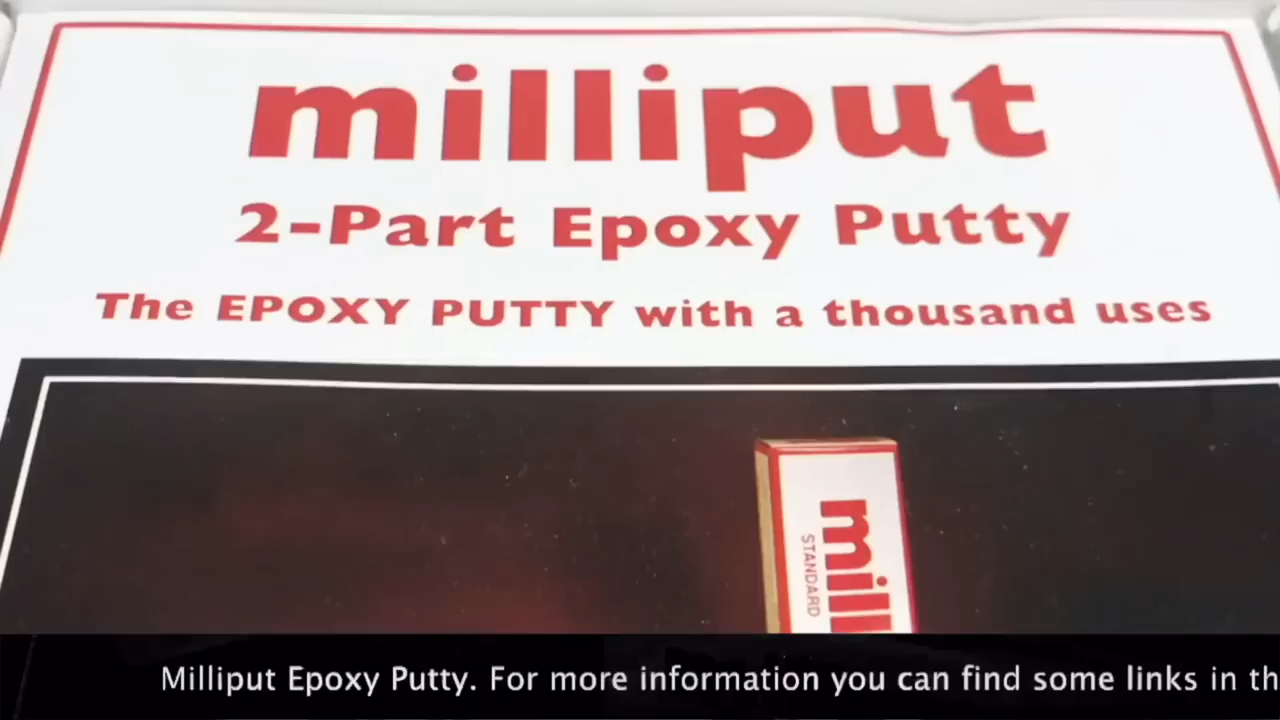 milliput
2-Part Epoxy Putty
The EPOXY PUTTY with a thousand uses
mill
STANDARD
Milliput Epoxy Putty. For more information you can find some links in th